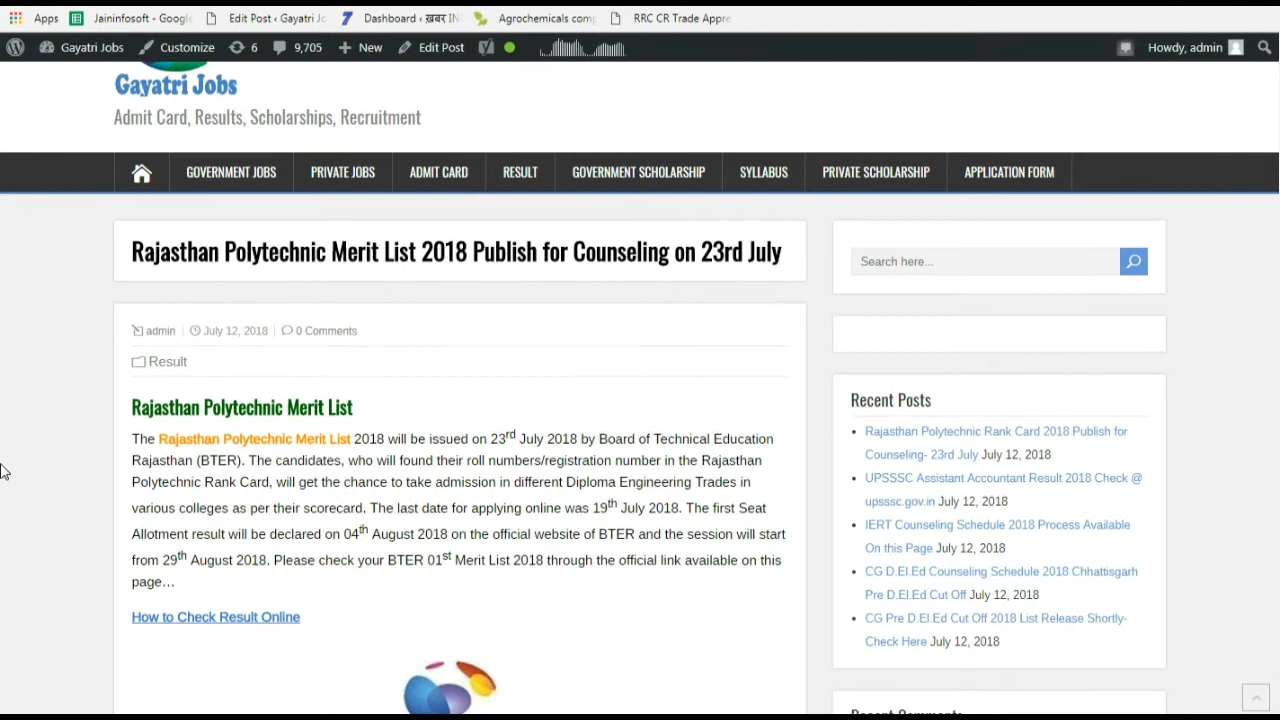 Apps Jaininfosoft - Googl Edit Post ‹ Gayatri Jo Dashboard ‹ ख़बर IN Agrochemicals com RRC CR Trade Appre
Gayatri Jobs Customize 6 9,705 New Edit Post Howdy, admin
Gayatri Jobs
Admit Card, Results, Scholarships, Recruitment
GOVERNMENT JOBS PRIVATE JOBS ADMIT CARD RESULT GOVERNMENT SCHOLARSHIP SYLLABUS PRIVATE SCHOLARSHIP APPLICATION FORM
Rajasthan Polytechnic Merit List 2018 Publish for Counseling on 23rd July
admin July 12, 2018 0 Comments
Result
Rajasthan Polytechnic Merit List
The Rajasthan Polytechnic Merit List 2018 will be issued on 23rd July 2018 by Board of Technical Education
Rajasthan (BTER). The candidates, who will found their roll numbers/registration number in the Rajasthan
Polytechnic Rank Card, will get the chance to take admission in different Diploma Engineering Trades in
various colleges as per their scorecard. The last date for applying online was 19th July 2018. The first Seat
Allotment result will be declared on 04th August 2018 on the official website of BTER and the session will start
from 29th August 2018. Please check your BTER 01st Merit List 2018 through the official link available on this
page…
How to Check Result Online
Search here...
Recent Posts
Rajasthan Polytechnic Rank Card 2018 Publish for
Counseling- 23rd July July 12, 2018
UPSSSC Assistant Accountant Result 2018 Check @
upsssc.gov.in July 12, 2018
IERT Counseling Schedule 2018 Process Available
On this Page July 12, 2018
CG D.El.Ed Counseling Schedule 2018 Chhattisgarh
Pre D.El.Ed Cut Off July 12, 2018
CG Pre D.El.Ed Cut Off 2018 List Release Shortly-
Check Here July 12, 2018
Recent Comments